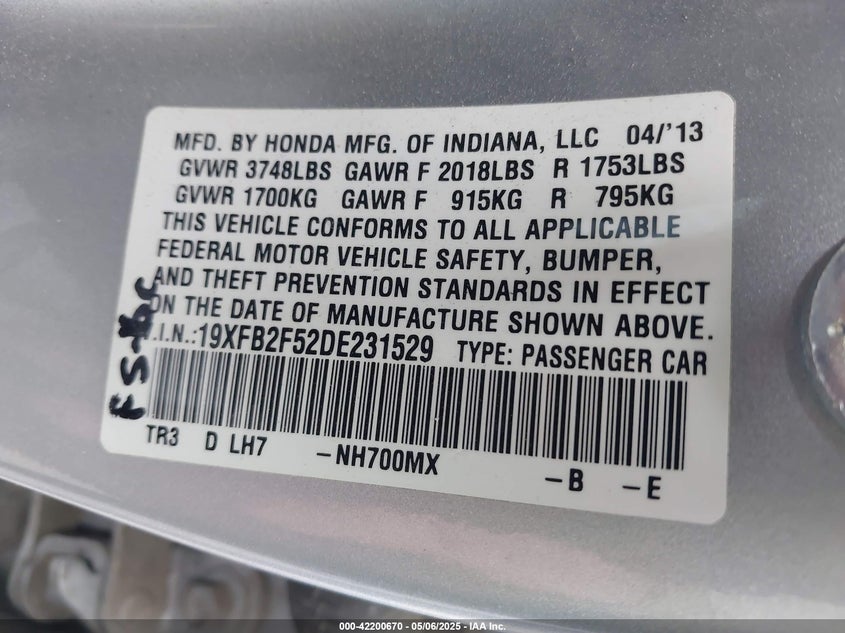 MFD. BY HONDA MFG. OF INDIANA, LLC 04/'13
GVWR 3748LBS GAWR F 2018LBS R 1753LBS
GVWR 1700KG GAWR F 915KG R 795KG
THIS VEHICLE CONFORMS TO ALL APPLICABLE
FEDERAL MOTOR VEHICLE SAFETY, BUMPER,
AND THEFT PREVENTION STANDARDS IN EFFECT
ON THE DATE OF MANUFACTURE SHOWN ABOVE.
.I.N.:19XFB2F52DE231529 TYPE: PASSENGER CAR
TR3 D LH7 -NH700MX -B -E
000-42200670 - 05/06/2025 - IAA Inc.